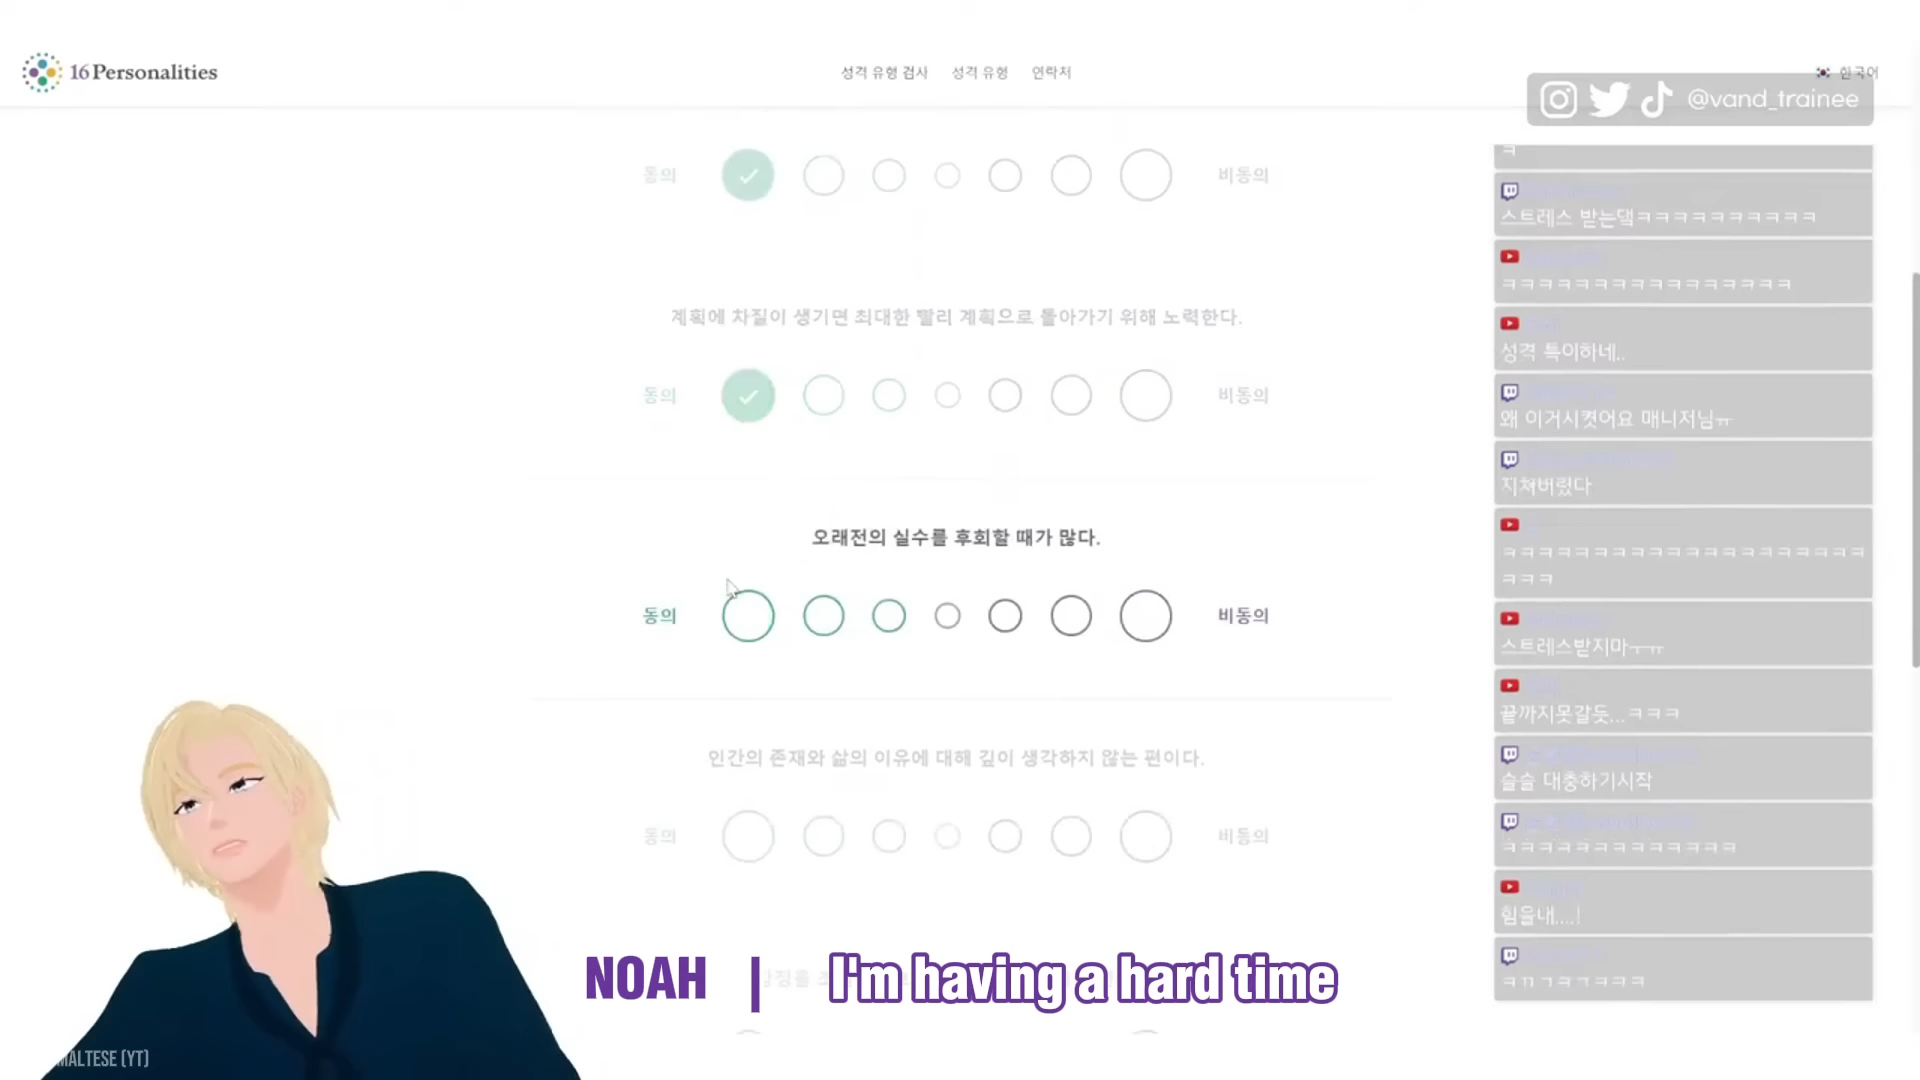 16Personalities
성격 유형 검사 성격 유형 연락처
한국어
@vand_trainee
동의 비동의
계획에 차질이 생기면 최대한 빨리 계획으로 돌아가기 위해 노력한다.
동의 비동의
오래전의 실수를 후회할 때가 많다.
동의 비동의
인간의 존재와 삶의 이유에 대해 깊이 생각하지 않는 편이다.
동의 비동의
ㅋ
스트레스 받는댘ㅋㅋㅋㅋㅋㅋㅋㅋㅋㅋ
ㅋㅋㅋㅋㅋㅋㅋㅋㅋㅋㅋㅋㅋㅋㅋㅋ
성격 특이하네..
왜 이거시켯어요 매니저님ㅠ
지쳐버렸다
ㅋㅋㅋㅋㅋㅋㅋㅋㅋㅋㅋㅋㅋㅋㅋㅋㅋㅋㅋㅋ
ㅋㅋㅋ
스트레스받지마ㅜㅠ
끝까지못갈듯...ㅋㅋㅋ
슬슬 대충하기시작
ㅋㅋㅋㅋㅋㅋㅋㅋㅋㅋㅋㅋㅋ
힘을내....!
NOAH | I'm having a hard time
MALTESE (YT)